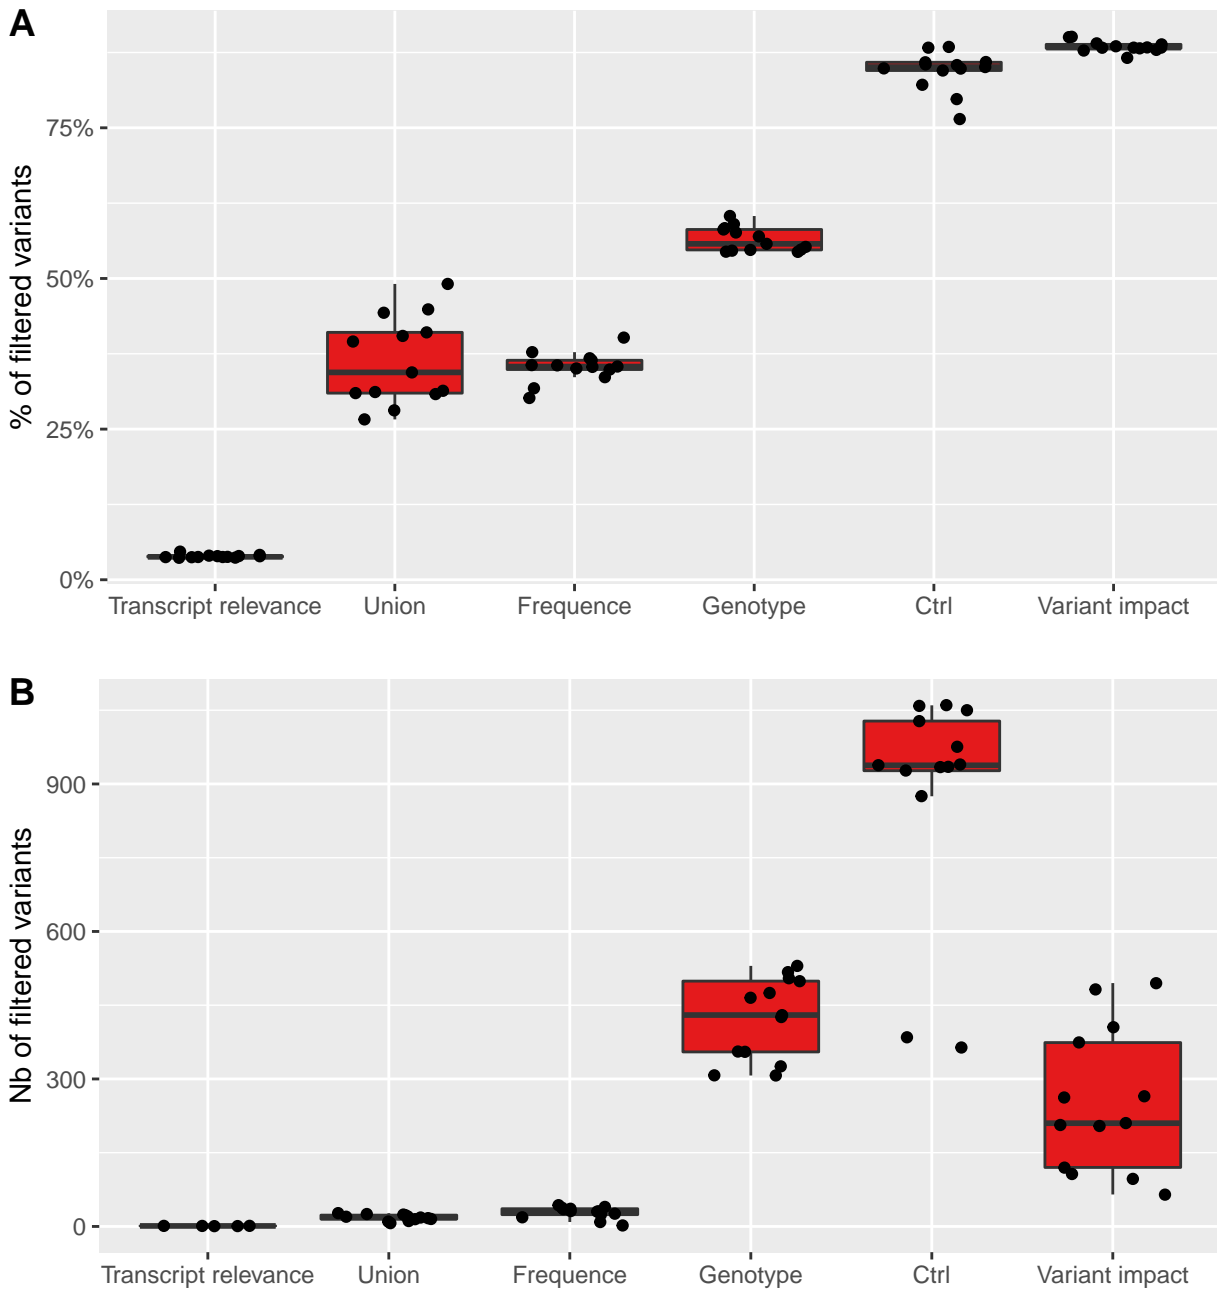 A
% of filtered variants
75%
50%
25%
0%
Transcript relevance Union Frequence Genotype Ctrl Variant impact
B
Nb of filtered variants
900
600
300
0
Transcript relevance Union Frequence Genotype Ctrl Variant impact